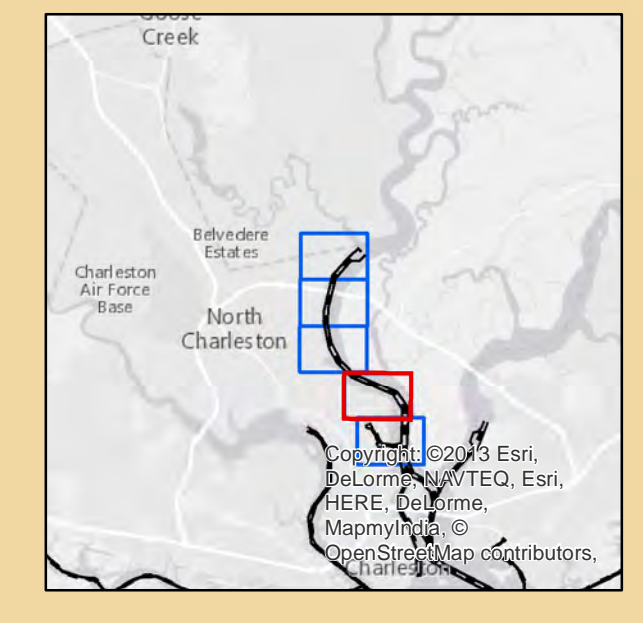 Goose
Creek
Belvedere
Estates
Charleston
Air Force
Base
North
Charleston
Copyright: ©2013 Esri,
DeLorme, NAVTEQ, Esri,
HERE, DeLorme,
MapmyIndia, ©
OpenStreetMap contributors,
Charleston